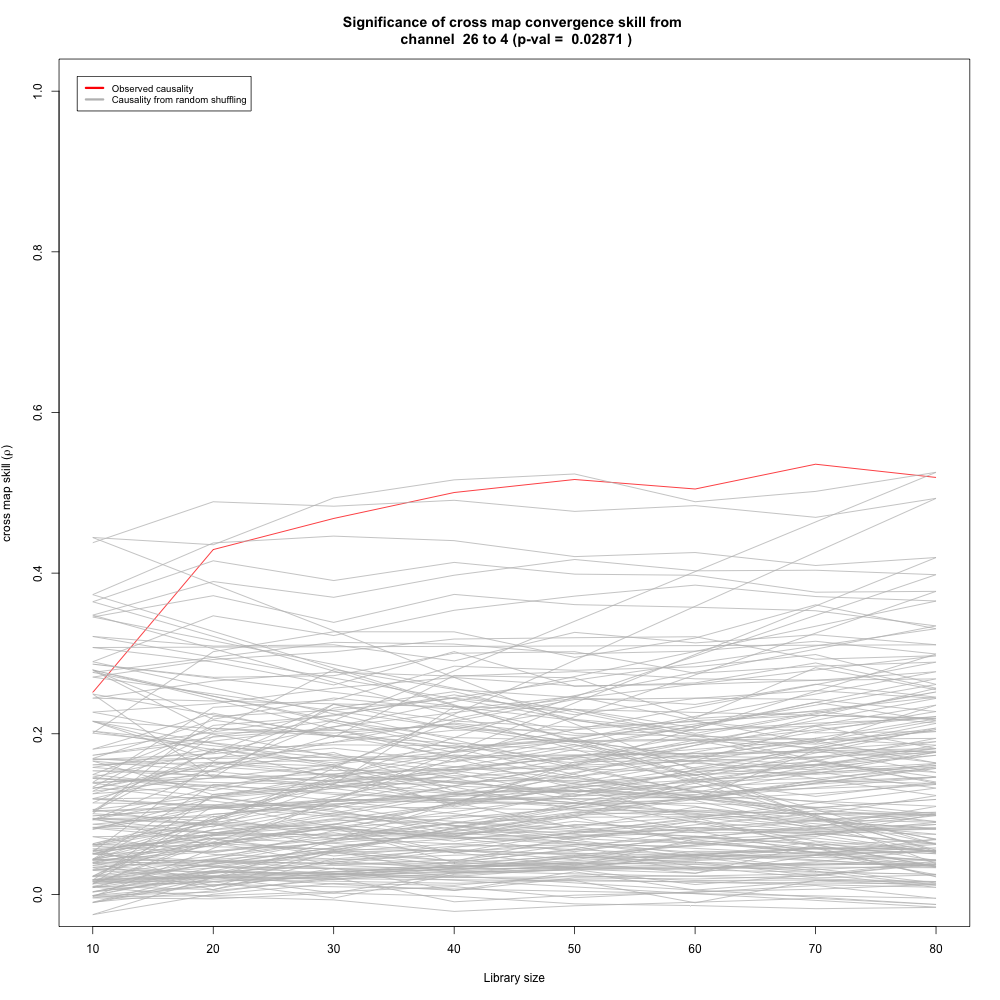 Significance of cross map convergence skill from
channel  26 to 4 (p-val =  0.02871 )
Observed causality
Causality from random shuffling
1.0
0.8
0.6
0.4
0.2
0.0
cross map skill (ρ)
10 20 30 40 50 60 70 80
Library size